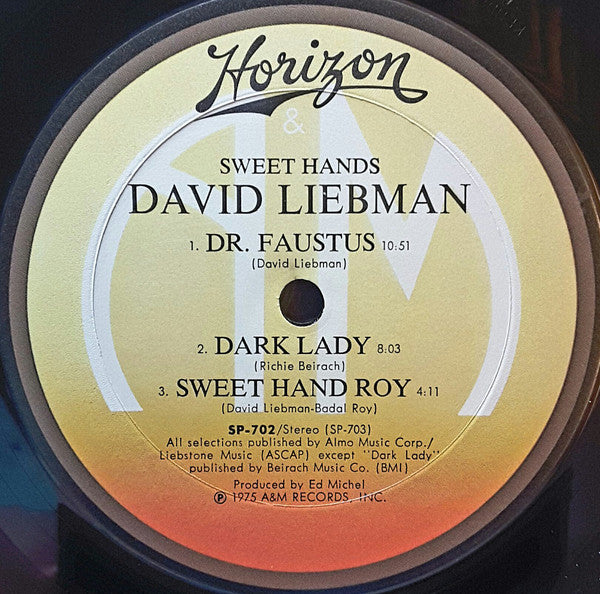 Horizon
&
AM
SWEET HANDS
DAVID LIEBMAN
1. DR. FAUSTUS 10:51
(David Liebman)
2. DARK LADY 8:03
(Richie Beirach)
3. SWEET HAND ROY 4:11
(David Liebman-Badal Roy)
SP-702/Stereo (SP-703)
All selections published by Almo Music Corp./
Liebstone Music (ASCAP) except "Dark Lady"
published by Beirach Music Co. (BMI)
Produced by Ed Michel
℗ 1975 A&M RECORDS, INC.